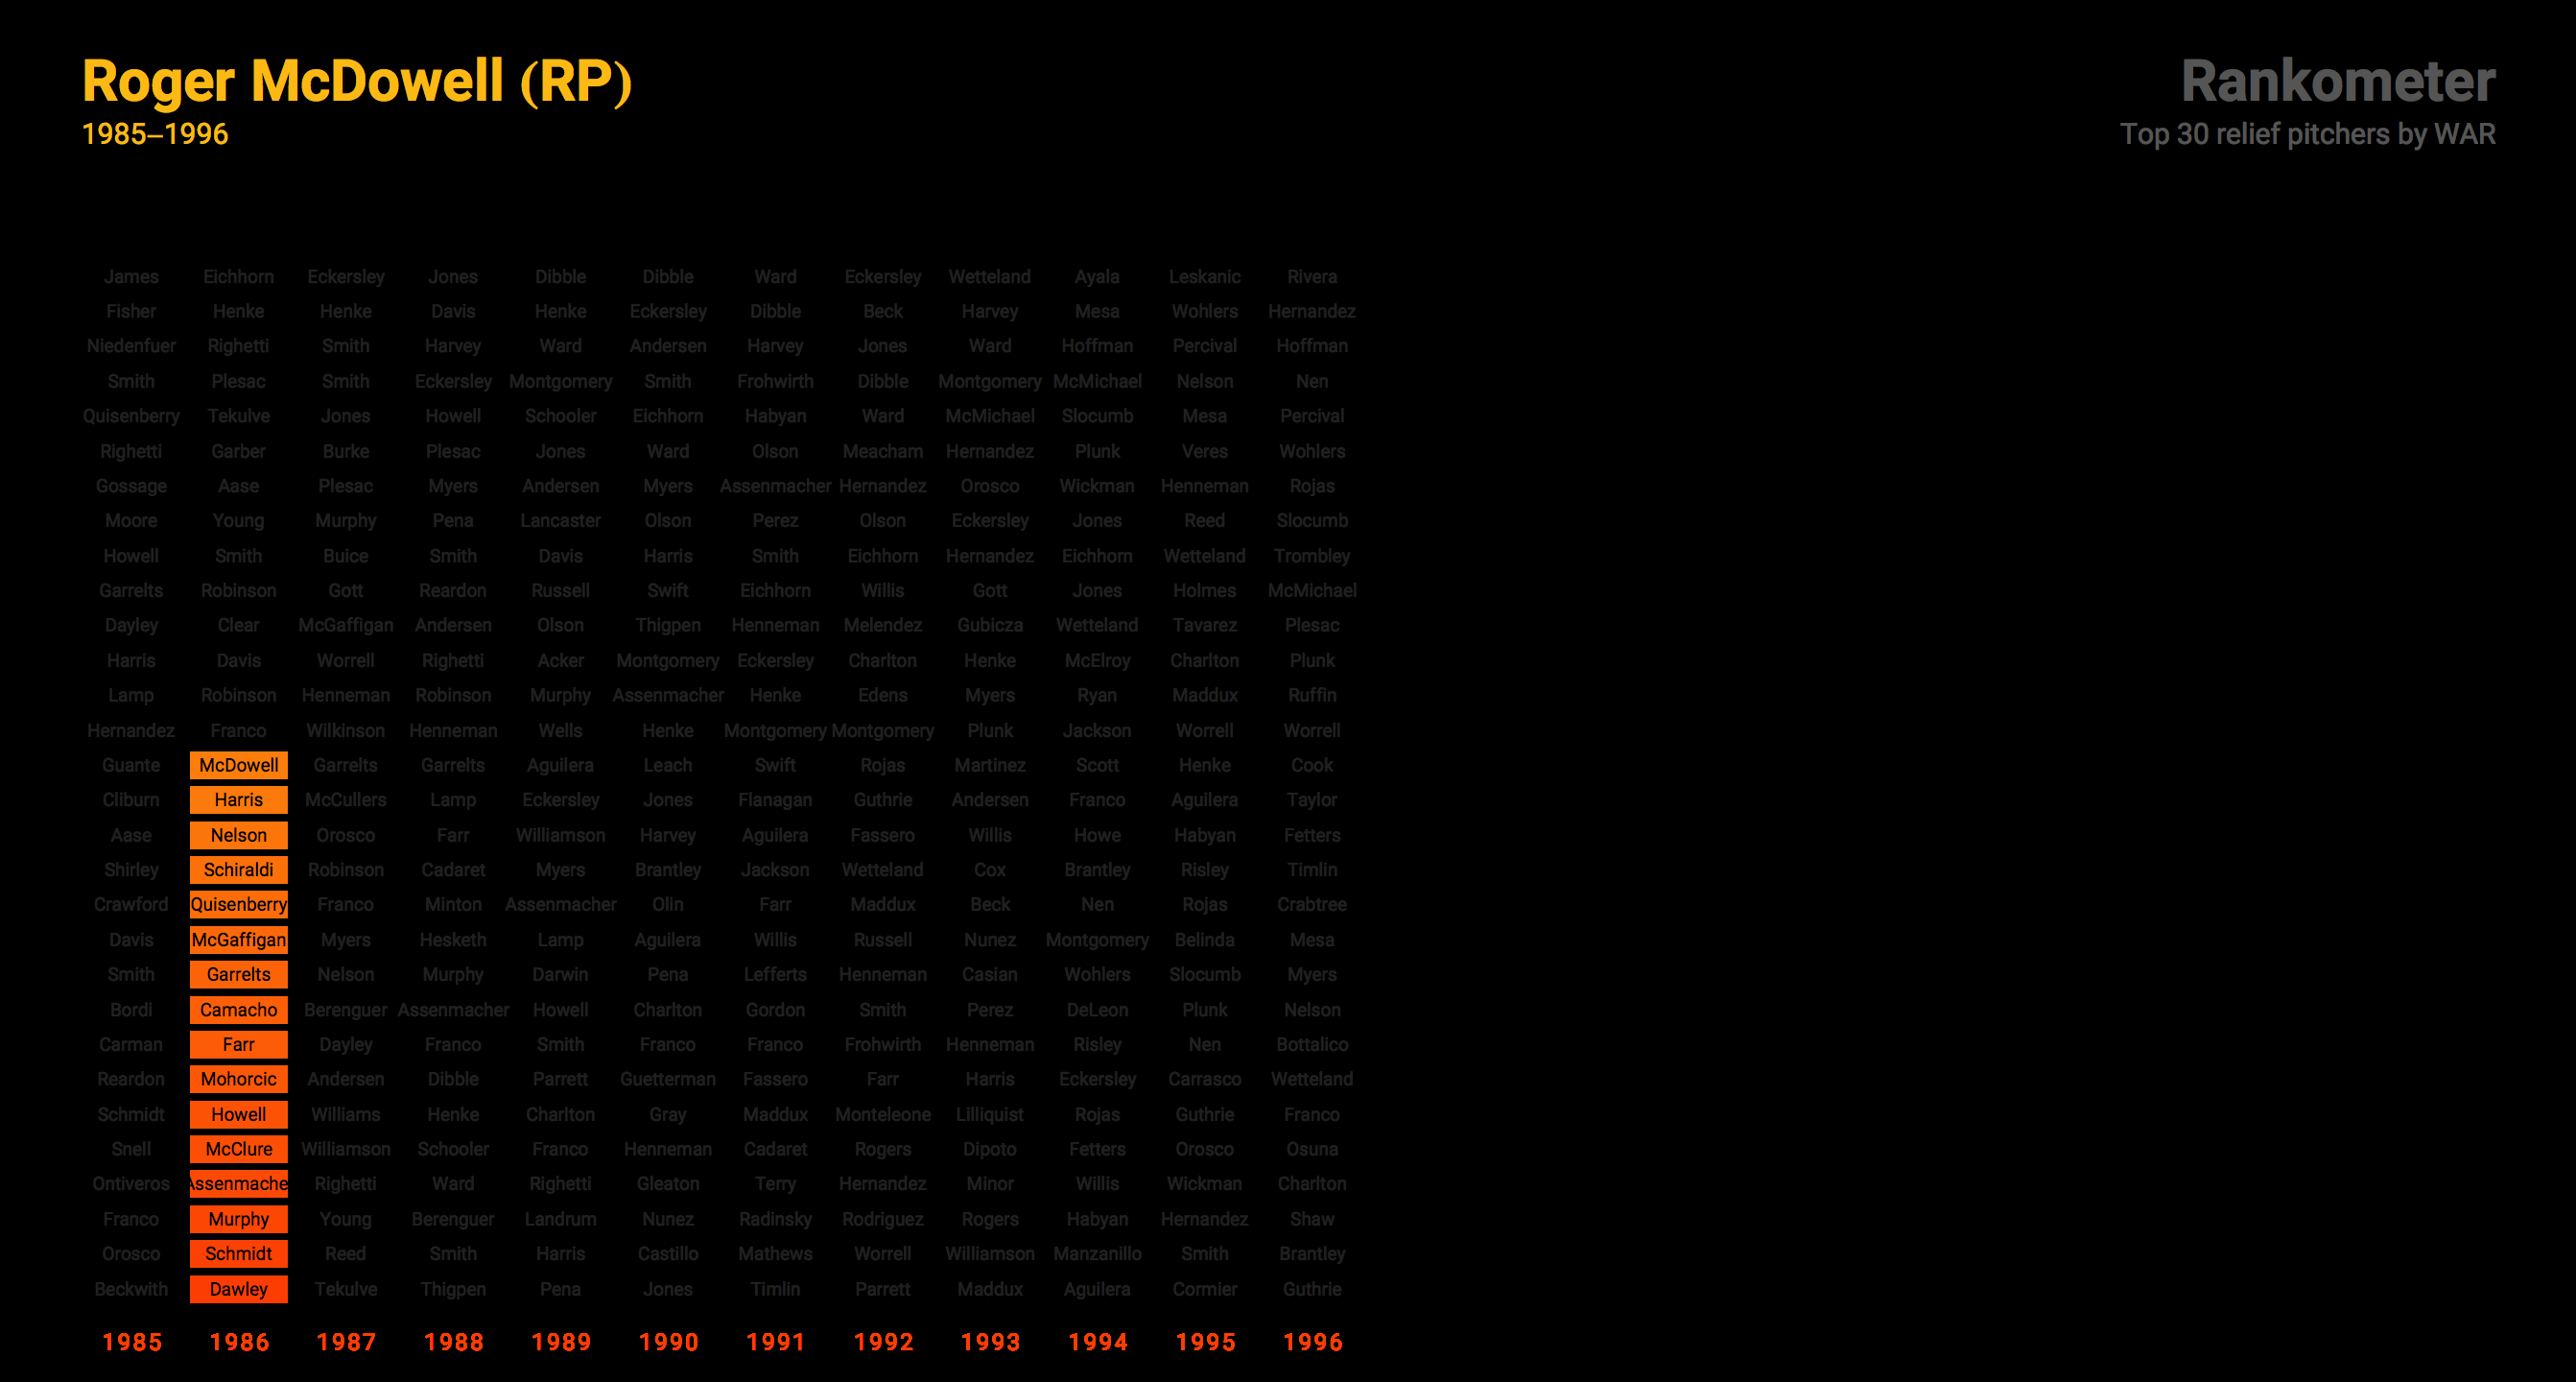 Roger McDowell (RP)
1985–1996
Rankometer
Top 30 relief pitchers by WAR
James Eichhorn Eckersley Jones Dibble Dibble Ward Eckersley Wetteland Ayala Leskanic Rivera
Fisher Henke Henke Davis Henke Eckersley Dibble Beck Harvey Mesa Wohlers Hernandez
Niedenfuer Righetti Smith Harvey Ward Andersen Harvey Jones Ward Hoffman Percival Hoffman
Smith Plesac Smith Eckersley Montgomery Smith Frohwirth Dibble Montgomery McMichael Nelson Nen
Quisenberry Tekulve Jones Howell Schooler Eichhorn Habyan Ward McMichael Slocumb Mesa Percival
Righetti Garber Burke Plesac Jones Ward Olson Meacham Hernandez Plunk Veres Wohlers
Gossage Aase Plesac Myers Andersen Myers Assenmacher Hernandez Orosco Wickman Henneman Rojas
Moore Young Murphy Pena Lancaster Olson Perez Olson Eckersley Jones Reed Slocumb
Howell Smith Buice Smith Davis Harris Smith Eichhorn Hernandez Eichhorn Wetteland Trombley
Garrelts Robinson Gott Reardon Russell Swift Eichhorn Willis Gott Jones Holmes McMichael
Dayley Clear McGaffigan Andersen Olson Thigpen Henneman Melendez Gubicza Wetteland Tavarez Plesac
Harris Davis Worrell Righetti Acker Montgomery Eckersley Charlton Henke McElroy Charlton Plunk
Lamp Robinson Henneman Robinson Murphy Assenmacher Henke Edens Myers Ryan Maddux Ruffin
Hernandez Franco Wilkinson Henneman Wells Henke Montgomery Montgomery Plunk Jackson Worrell Worrell
Guante McDowell Garrelts Garrelts Aguilera Leach Swift Rojas Martinez Scott Henke Cook
Cliburn Harris McCullers Lamp Eckersley Jones Flanagan Guthrie Andersen Franco Aguilera Taylor
Aase Nelson Orosco Farr Williamson Harvey Aguilera Fassero Willis Howe Habyan Fetters
Shirley Schiraldi Robinson Cadaret Myers Brantley Jackson Wetteland Cox Brantley Risley Timlin
Crawford Quisenberry Franco Minton Assenmacher Olin Farr Maddux Beck Nen Rojas Crabtree
Davis McGaffigan Myers Hesketh Lamp Aguilera Willis Russell Nunez Montgomery Belinda Mesa
Smith Garrelts Nelson Murphy Darwin Pena Lefferts Henneman Casian Wohlers Slocumb Myers
Bordi Camacho Berenguer Assenmacher Howell Charlton Gordon Smith Perez DeLeon Plunk Nelson
Carman Farr Dayley Franco Smith Franco Franco Frohwirth Henneman Risley Nen Bottalico
Reardon Mohorcic Andersen Dibble Parrett Guetterman Fassero Farr Harris Eckersley Carrasco Wetteland
Schmidt Howell Williams Henke Charlton Gray Maddux Monteleone Lilliquist Rojas Guthrie Franco
Snell McClure Williamson Schooler Franco Henneman Cadaret Rogers Dipoto Fetters Orosco Osuna
Ontiveros Assenmache Righetti Ward Righetti Gleaton Terry Hernandez Minor Willis Wickman Charlton
Franco Murphy Young Berenguer Landrum Nunez Radinsky Rodriguez Rogers Habyan Hernandez Shaw
Orosco Schmidt Reed Smith Harris Castillo Mathews Worrell Williamson Manzanillo Smith Brantley
Beckwith Dawley Tekulve Thigpen Pena Jones Timlin Parrett Maddux Aguilera Cormier Guthrie
1985 1986 1987 1988 1989 1990 1991 1992 1993 1994 1995 1996